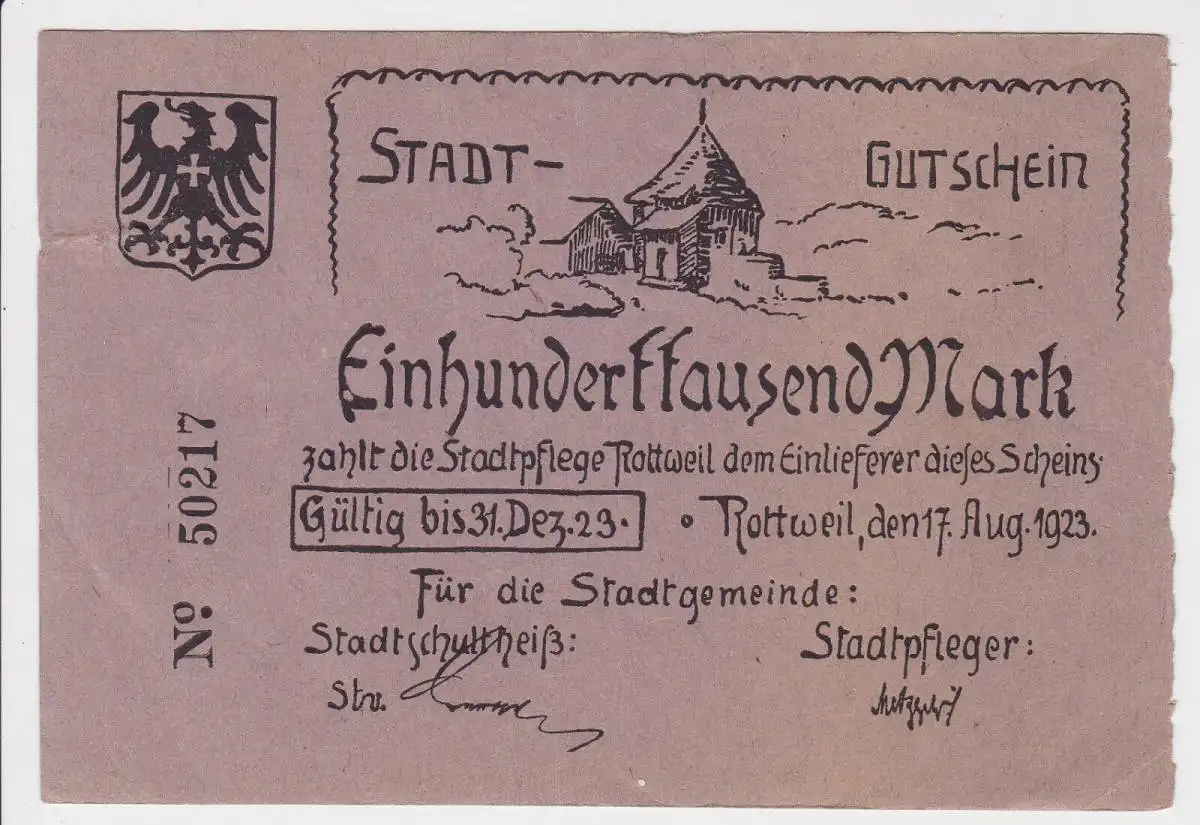 STADT- GUTSCHEIN
Einhunderttausend Mark
zahlt die Stadtpflege Rottweil dem Einlieferer dieses Scheins.
Gültig bis 31. Dez. 23. • Rottweil, den 17. Aug. 1923.
Für die Stadtgemeinde:
Stadtschultheiß: Stadtpfleger:
Stv.
No. 50217